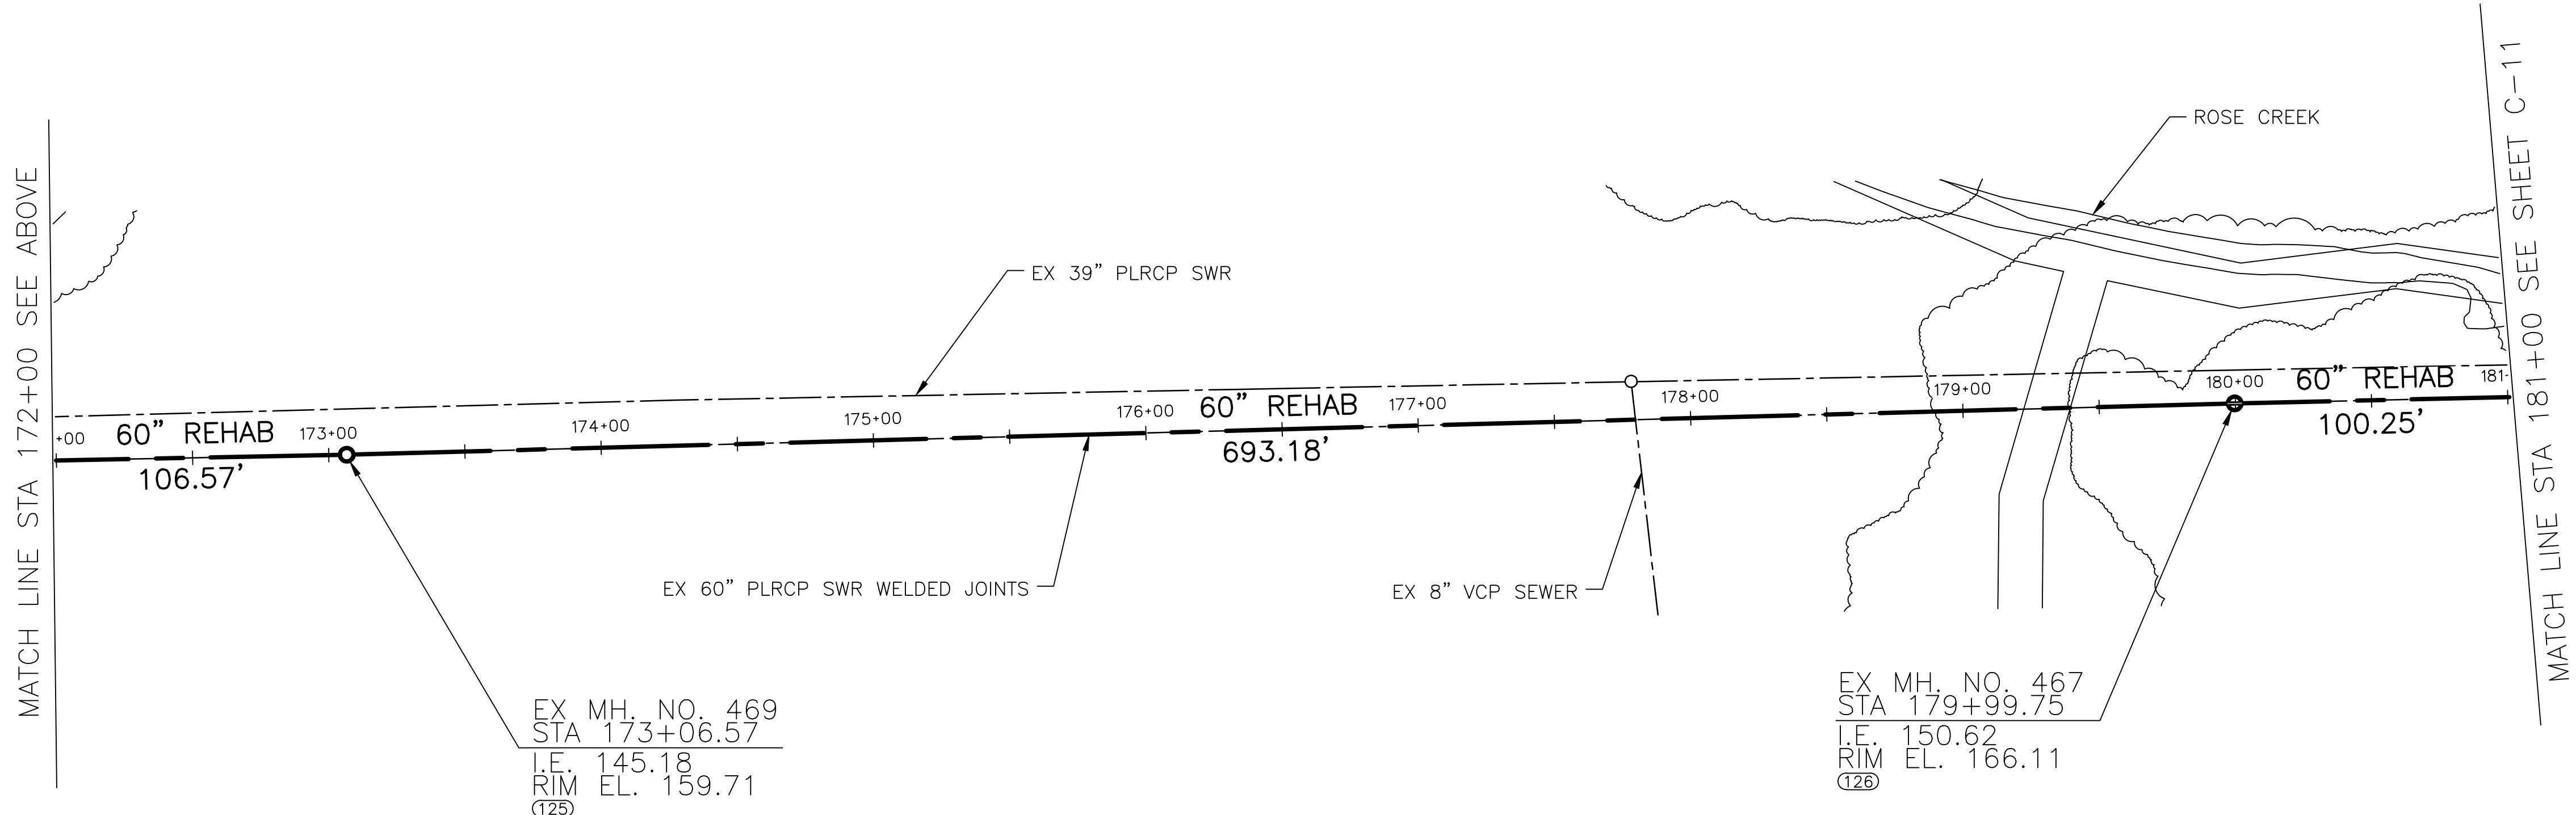 MATCH LINE STA 172+00 SEE ABOVE
ROSE CREEK
MATCH LINE STA 181+00 SEE SHEET C-11
EX 39” PLRCP SWR
+00
60” REHAB
106.57’
173+00
174+00
175+00
176+00
60” REHAB
693.18’
177+00
178+00
179+00
180+00
60” REHAB
100.25’
181-
EX 60” PLRCP SWR WELDED JOINTS
EX 8” VCP SEWER
EX MH. NO. 469
STA 173+06.57
I.E. 145.18
RIM EL. 159.71
125
EX MH. NO. 467
STA 179+99.75
I.E. 150.62
RIM EL. 166.11
126